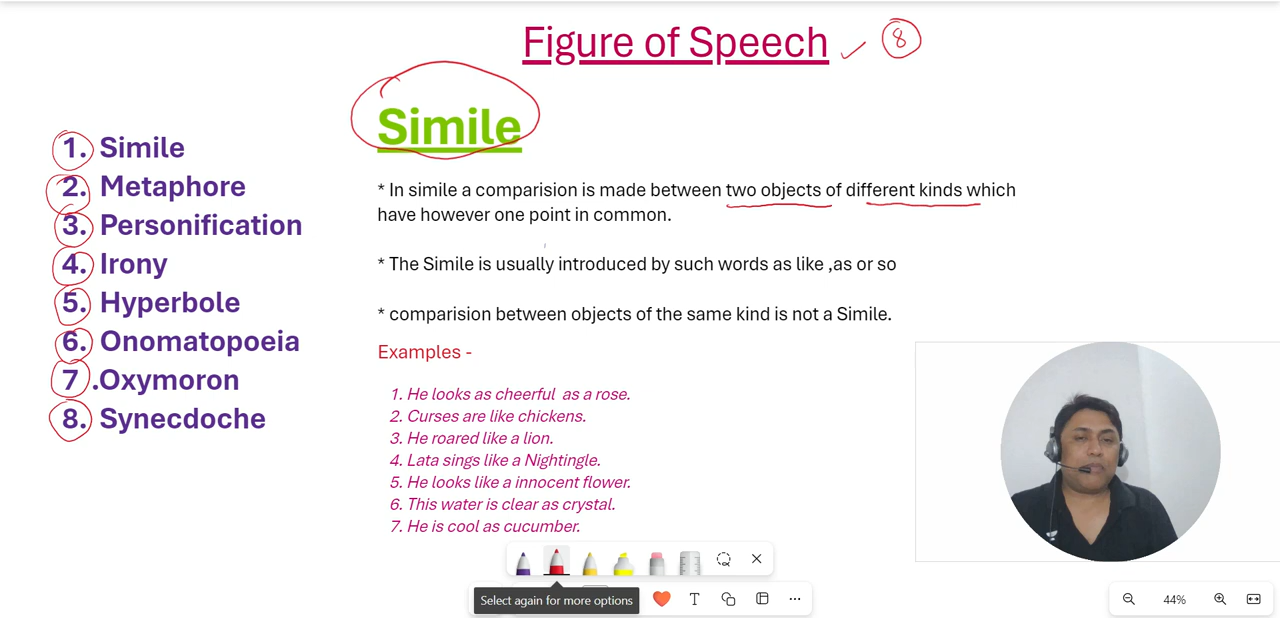 Figure of Speech
8
Simile
1. Simile
2. Metaphore
3. Personification
4. Irony
5. Hyperbole
6. Onomatopoeia
7 .Oxymoron
8. Synecdoche
* In simile a comparision is made between two objects of different kinds which
have however one point in common.
* The Simile is usually introduced by such words as like ,as or so
* comparision between objects of the same kind is not a Simile.
Examples -
1. He looks as cheerful  as a rose.
2. Curses are like chickens.
3. He roared like a lion.
4. Lata sings like a Nightingle.
5. He looks like a innocent flower.
6. This water is clear as crystal.
7. He is cool as cucumber.
Select again for more options
T
44%